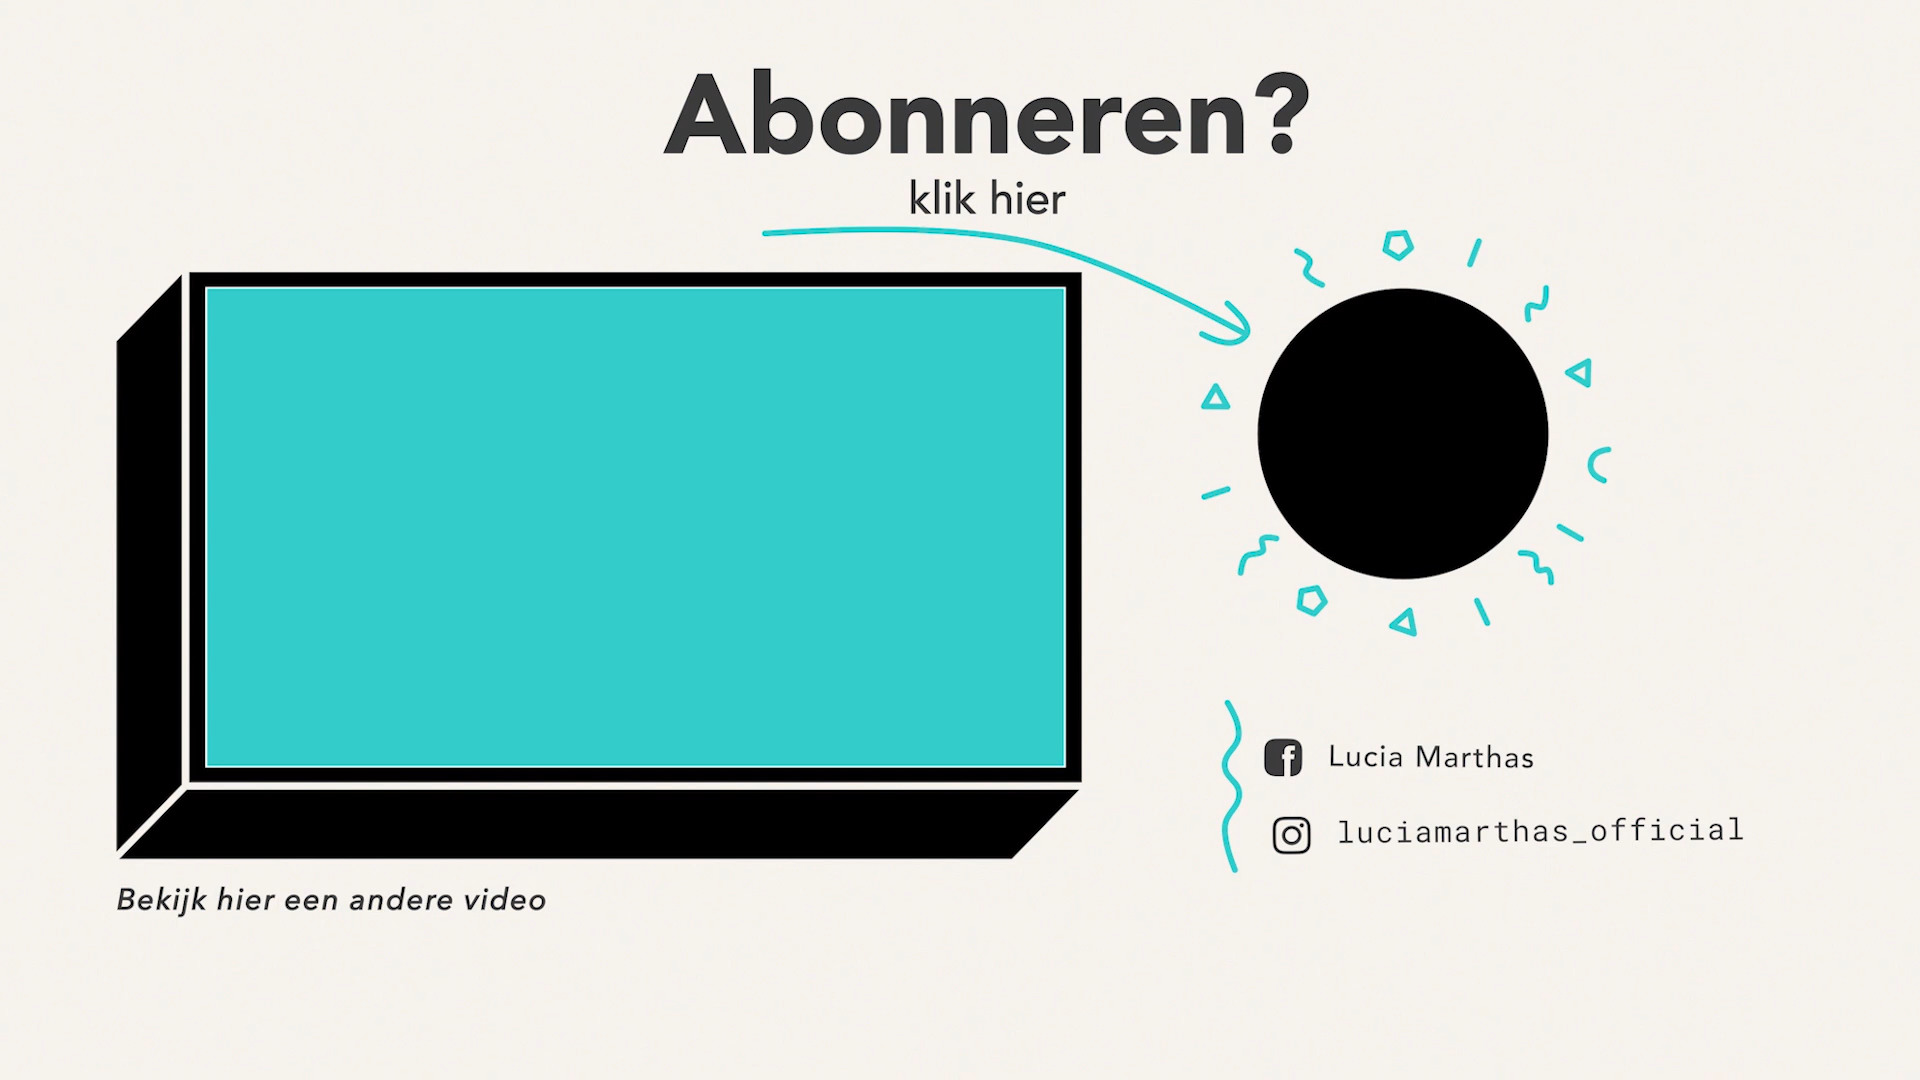 Abonneren?
klik hier
Lucia Marthas
luciamarthas_official
Bekijk hier een andere video